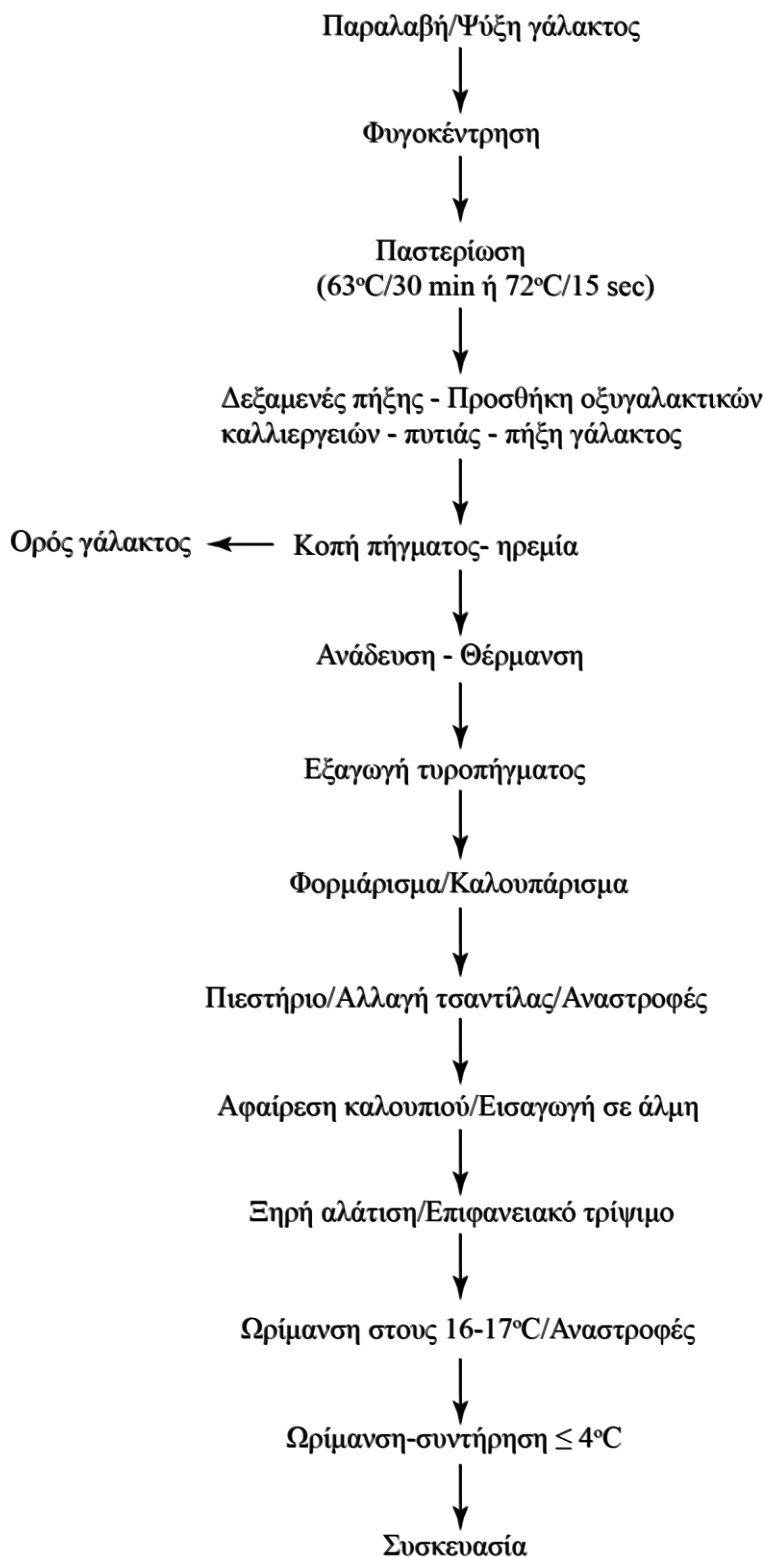 Παραλαβή/Ψύξη γάλακτος
Φυγοκέντρηση
Παστερίωση
(63°C/30 min ή 72°C/15 sec)
Δεξαμενές πήξης - Προσθήκη οξυγαλακτικών
καλλιεργειών - πυτιάς - πήξη γάλακτος
Ορός γάλακτος
Κοπή πήγματος- ηρεμία
Ανάδευση - Θέρμανση
Εξαγωγή τυροπήγματος
Φορμάρισμα/Καλουπάρισμα
Πιεστήριο/Αλλαγή τσαντίλας/Αναστροφές
Αφαίρεση καλουπιού/Εισαγωγή σε άλμη
Ξηρή αλάτιση/Επιφανειακό τρίψιμο
Ωρίμανση στους 16-17°C/Αναστροφές
Ωρίμανση-συντήρηση ≤ 4°C
Συσκευασία